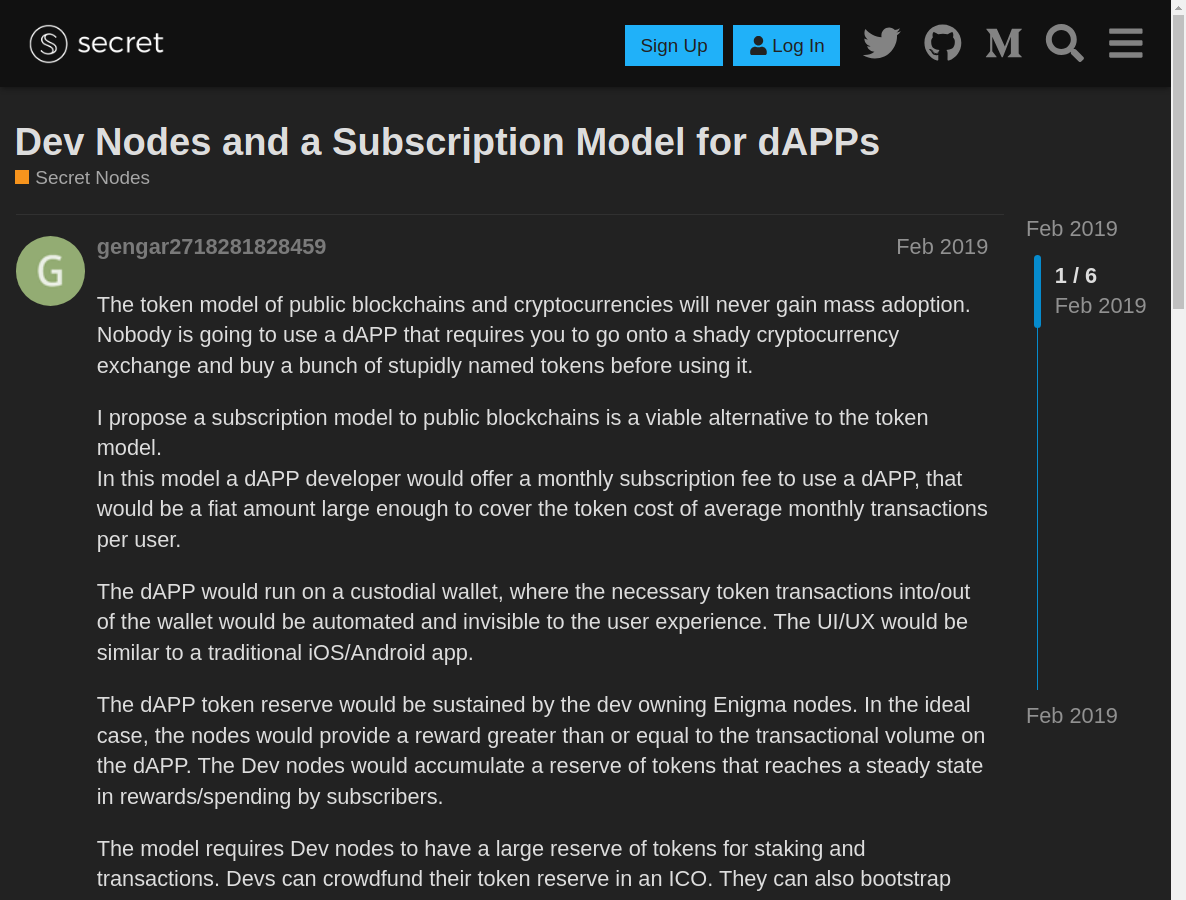 secret
Sign Up
Log In
Dev Nodes and a Subscription Model for dAPPs
Secret Nodes
gengar2718281828459
Feb 2019
The token model of public blockchains and cryptocurrencies will never gain mass adoption.
Nobody is going to use a dAPP that requires you to go onto a shady cryptocurrency
exchange and buy a bunch of stupidly named tokens before using it.
I propose a subscription model to public blockchains is a viable alternative to the token
model.
In this model a dAPP developer would offer a monthly subscription fee to use a dAPP, that
would be a fiat amount large enough to cover the token cost of average monthly transactions
per user.
The dAPP would run on a custodial wallet, where the necessary token transactions into/out
of the wallet would be automated and invisible to the user experience. The UI/UX would be
similar to a traditional iOS/Android app.
The dAPP token reserve would be sustained by the dev owning Enigma nodes. In the ideal
case, the nodes would provide a reward greater than or equal to the transactional volume on
the dAPP. The Dev nodes would accumulate a reserve of tokens that reaches a steady state
in rewards/spending by subscribers.
The model requires Dev nodes to have a large reserve of tokens for staking and
transactions. Devs can crowdfund their token reserve in an ICO. They can also bootstrap
Feb 2019
1 / 6
Feb 2019
Feb 2019